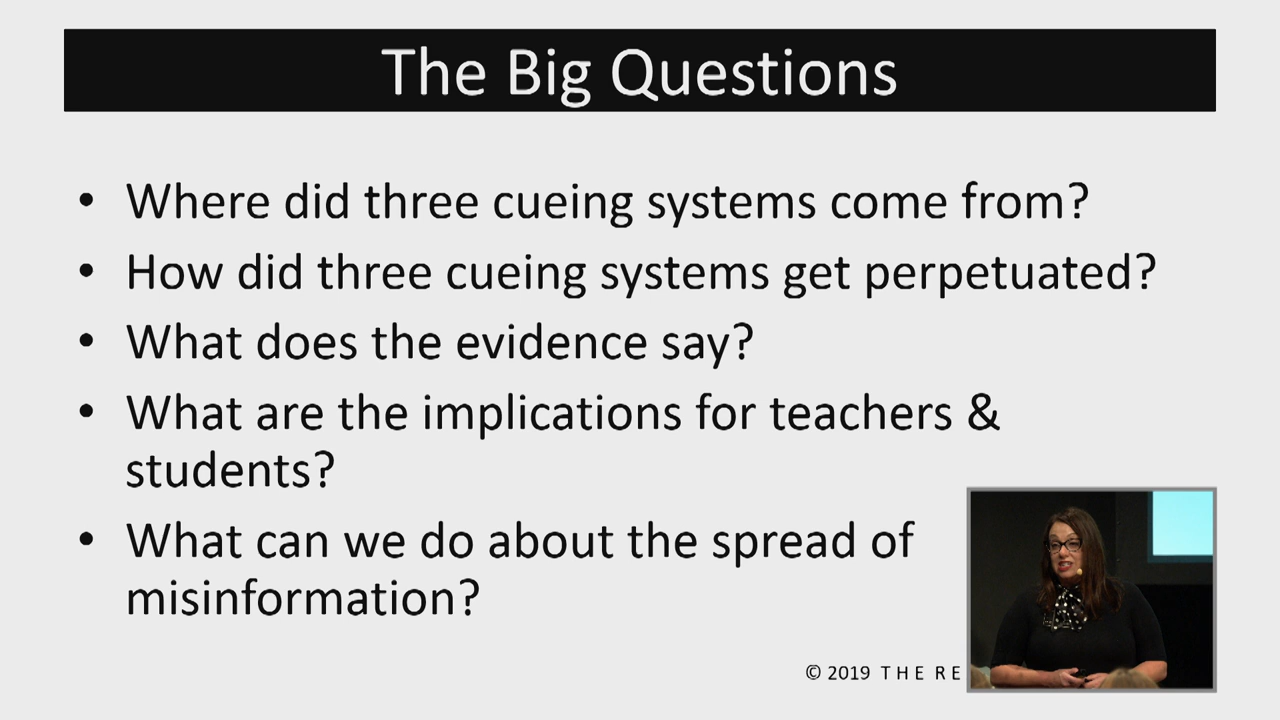 The Big Questions
• Where did three cueing systems come from?
• How did three cueing systems get perpetuated?
• What does the evidence say?
• What are the implications for teachers &
students?
• What can we do about the spread of
misinformation?
© 2019 THE RE